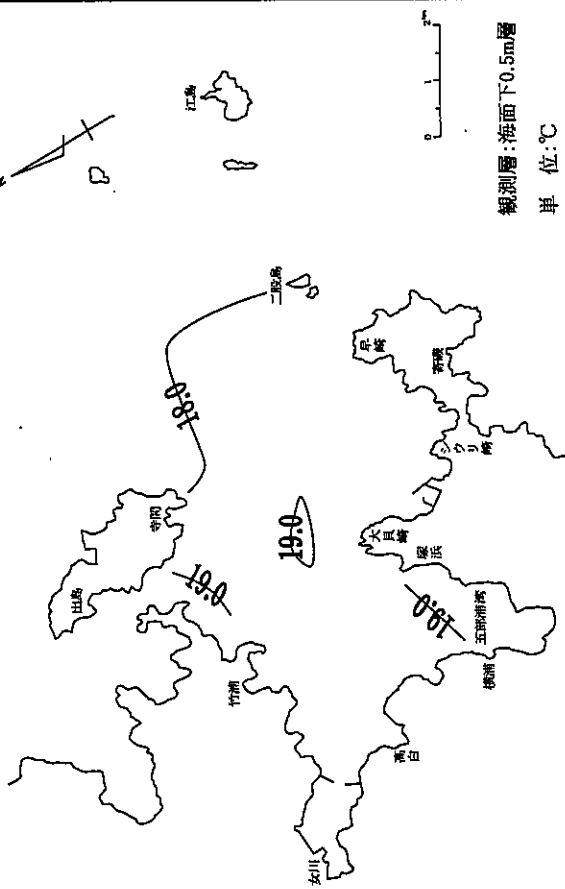 N
江島
二股島
18.0
寺間
出島
19.0
19.0
竹浦
早崎
寄磯
シウリ崎
大貝崎
塚浜
19.0
五部浦湾
横浦
高白
女川
0 1 2㎞
観測層:海面下0.5m層
単 位:℃